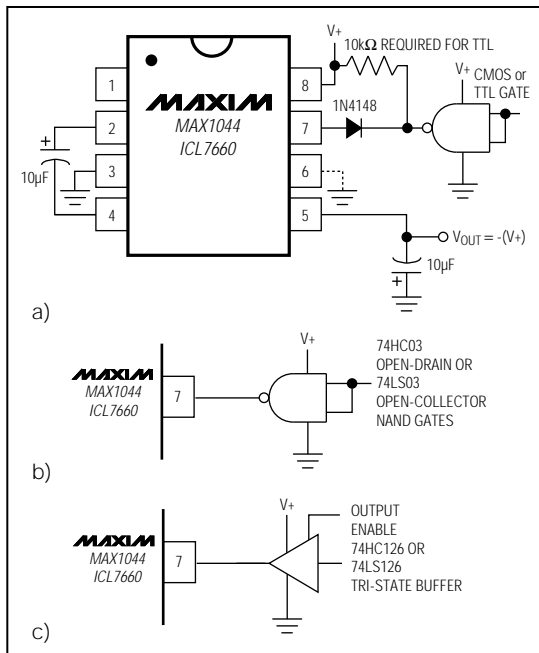 V+
10kΩ REQUIRED FOR TTL
V+
CMOS or
TTL GATE
1
8
MAXIM
1N4148
MAX1044
ICL7660
2
7
+
10µF
3
6
4
5
VOUT = -(V+)
10µF
+
a)
V+
74HC03
OPEN-DRAIN OR
74LS03
OPEN-COLLECTOR
NAND GATES
MAXIM
MAX1044
ICL7660
7
b)
V+
OUTPUT
ENABLE
74HC126 OR
74LS126
TRI-STATE BUFFER
MAXIM
MAX1044
ICL7660
7
c)